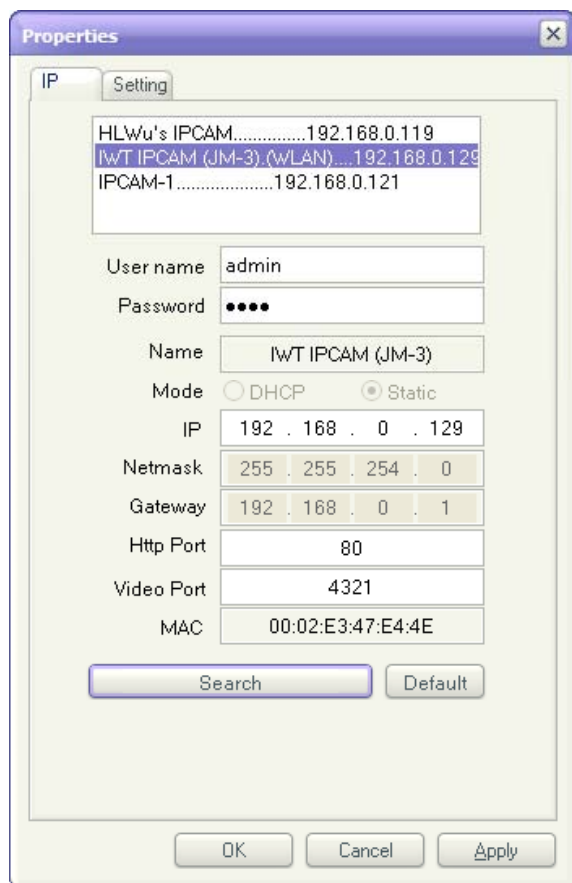 Properties
IP Setting
HLWu's IPCAM..............192.168.0.119
IWT IPCAM (JM-3).(WLAN)....192.168.0.129
IPCAM-1...................192.168.0.121
User name admin
Password ●●●●
Name IWT IPCAM (JM-3)
Mode DHCP Static
IP 192 . 168 . 0 . 129
Netmask 255 . 255 . 254 . 0
Gateway 192 . 168 . 0 . 1
Http Port 80
Video Port 4321
MAC 00:02:E3:47:E4:4E
Search Default
OK Cancel Apply